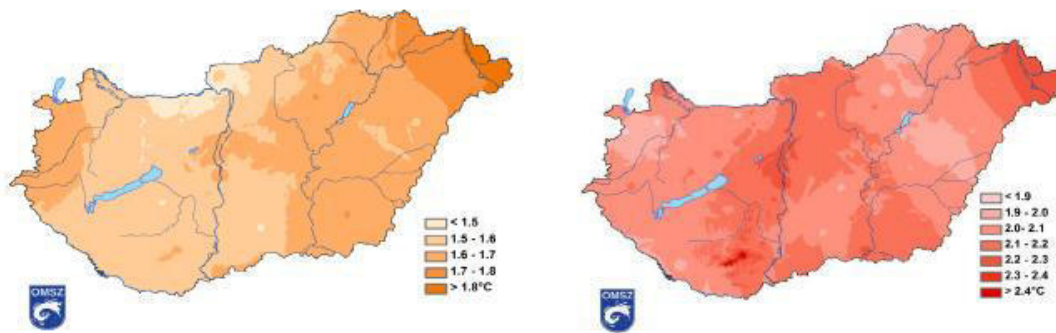 < 1.5
1.5 - 1.6
1.6 - 1.7
1.7 - 1.8
> 1.8°C
OMSZ
< 1.9
1.9 - 2.0
2.0- 2.1
2.1 - 2.2
2.2 - 2.3
2.3 - 2.4
> 2.4°C
OMSZ